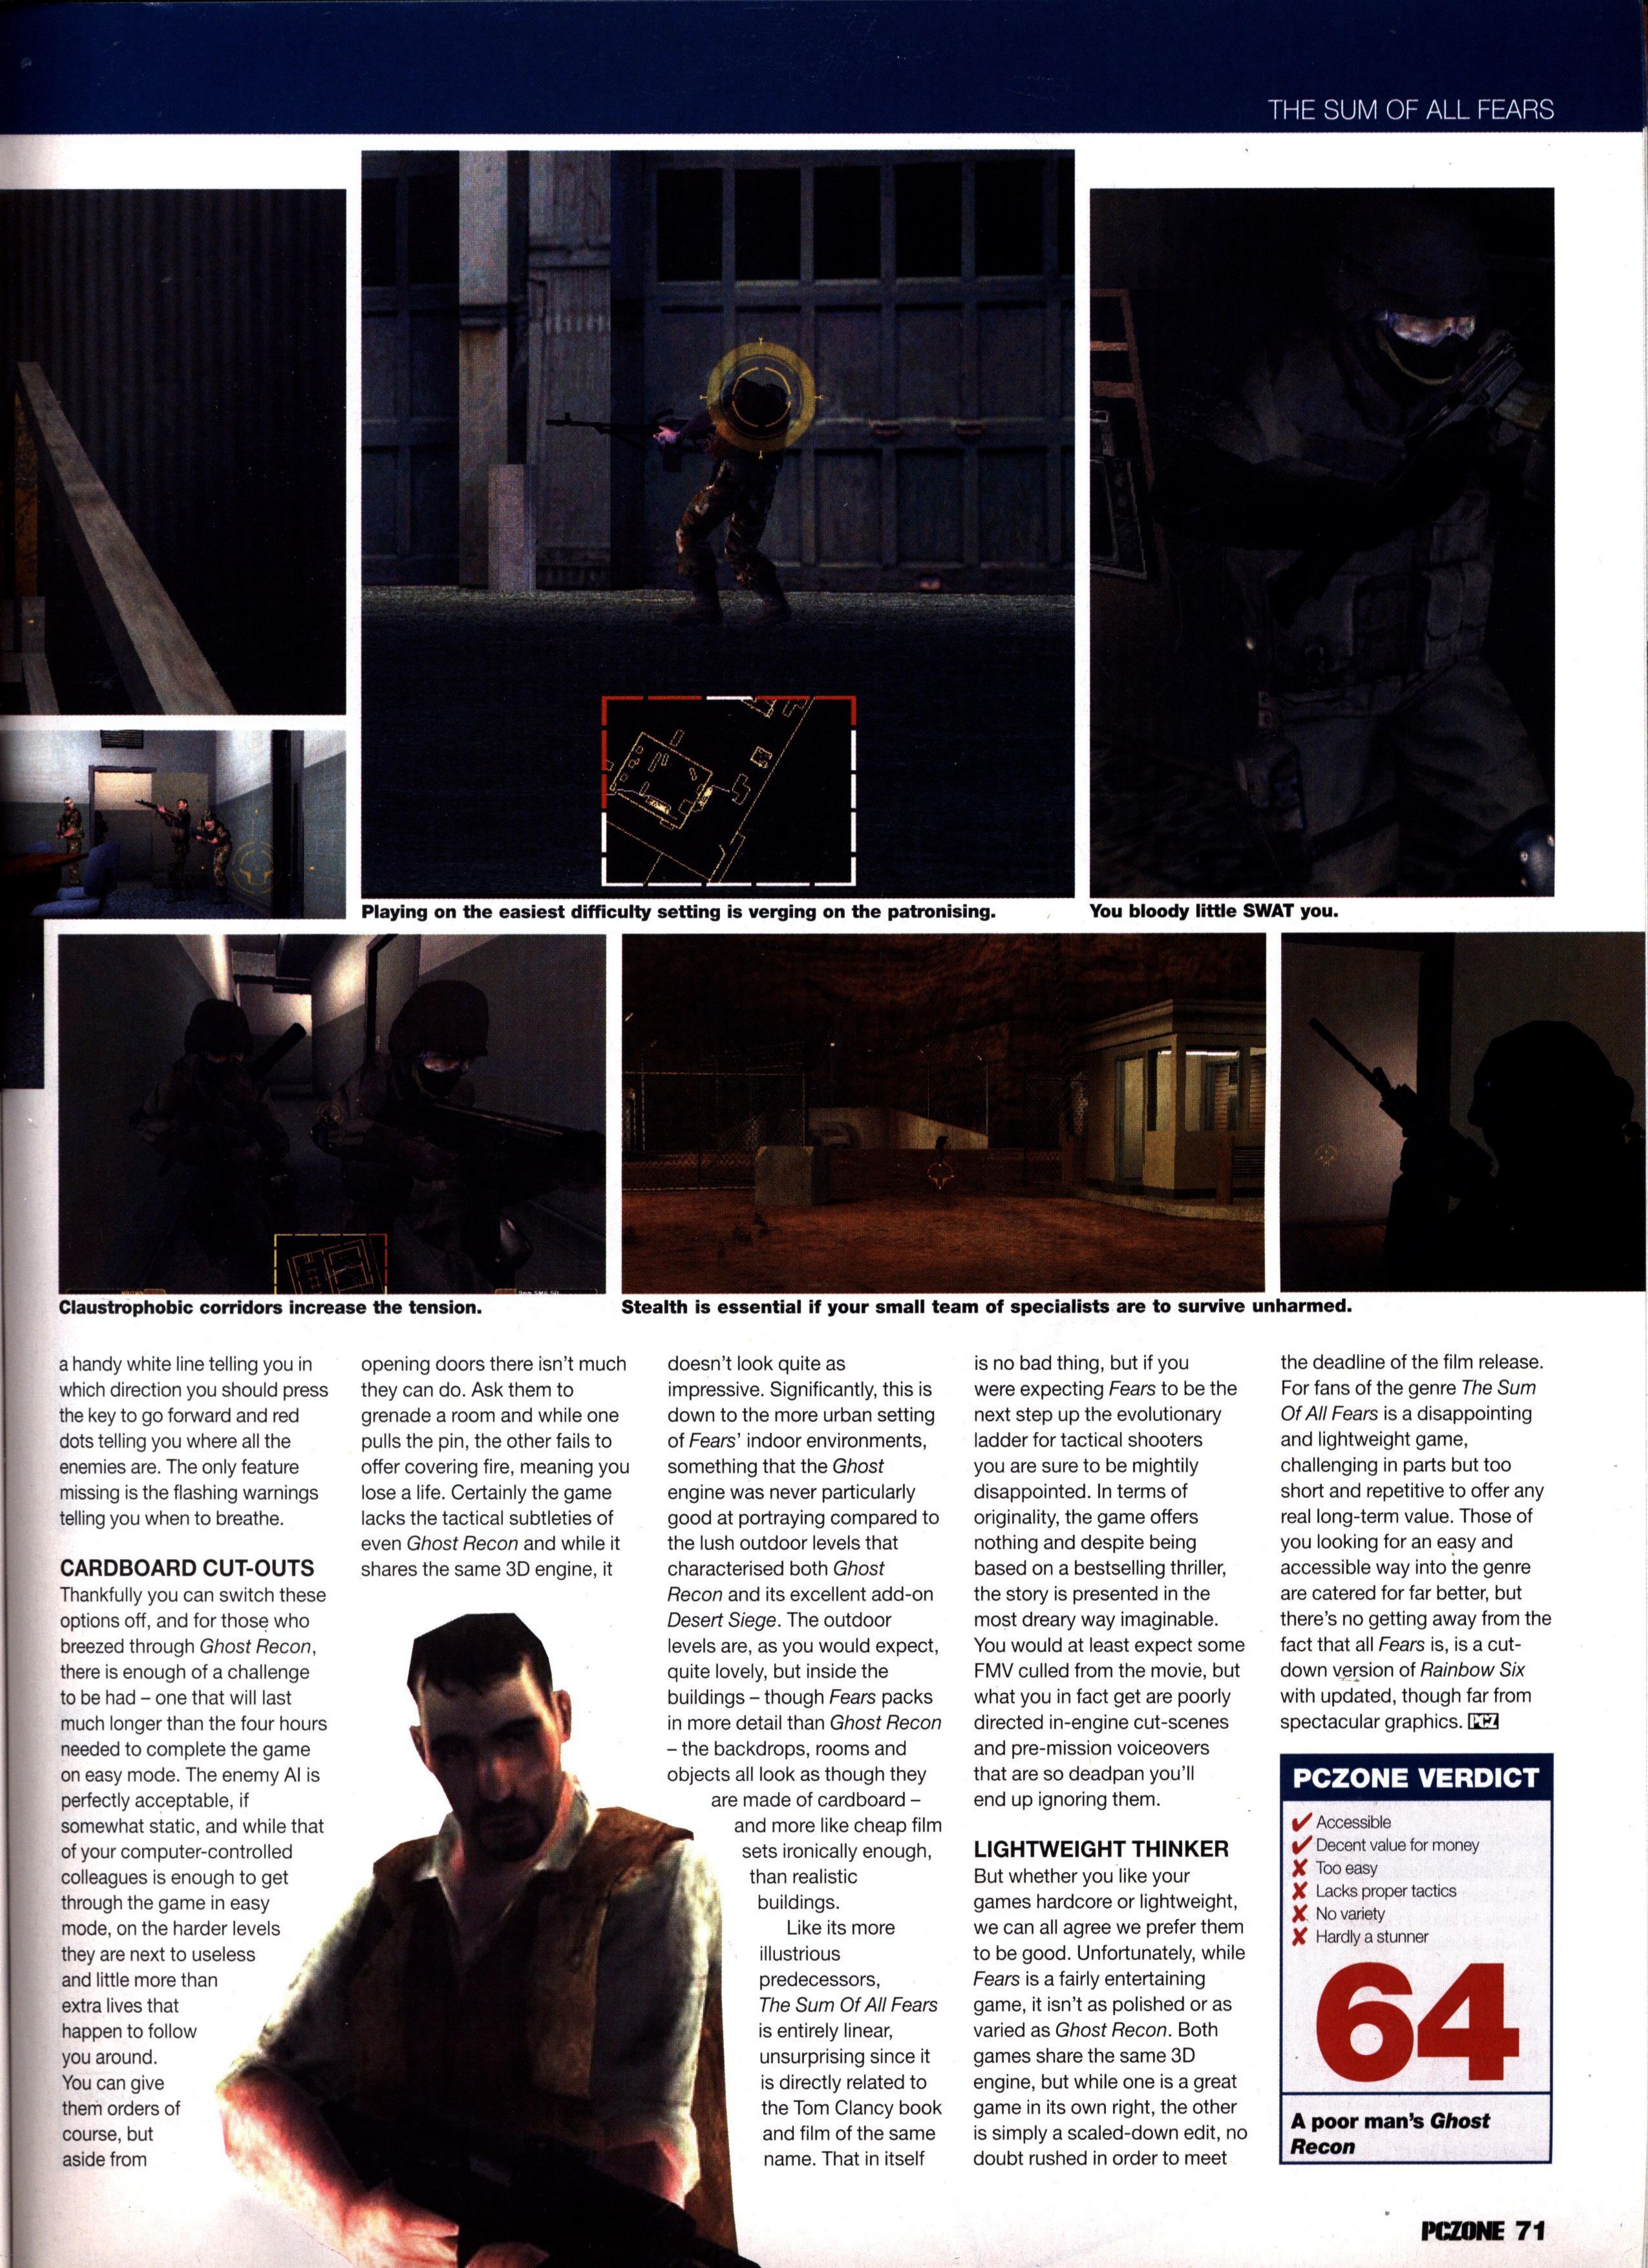 THE SUM OF ALL FEARS
Playing on the easiest difficulty setting is verging on the patronising.
You bloody little SWAT you.
Claustrophobic corridors increase the tension.
Stealth is essential if your small team of specialists are to survive unharmed.
a handy white line telling you in
which direction you should press
the key to go forward and red
dots telling you where all the
enemies are. The only feature
missing is the flashing warnings
telling you when to breathe.
CARDBOARD CUT-OUTS
Thankfully you can switch these
options off, and for those who
breezed through Ghost Recon,
there is enough of a challenge
to be had – one that will last
much longer than the four hours
needed to complete the game
on easy mode. The enemy AI is
perfectly acceptable, if
somewhat static, and while that
of your computer-controlled
colleagues is enough to get
through the game in easy
mode, on the harder levels
they are next to useless
and little more than
extra lives that
happen to follow
you around.
You can give
them orders of
course, but
aside from
opening doors there isn't much
they can do. Ask them to
grenade a room and while one
pulls the pin, the other fails to
offer covering fire, meaning you
lose a life. Certainly the game
lacks the tactical subtleties of
even Ghost Recon and while it
shares the same 3D engine, it
doesn't look quite as
impressive. Significantly, this is
down to the more urban setting
of Fears' indoor environments,
something that the Ghost
engine was never particularly
good at portraying compared to
the lush outdoor levels that
characterised both Ghost
Recon and its excellent add-on
Desert Siege. The outdoor
levels are, as you would expect,
quite lovely, but inside the
buildings – though Fears packs
in more detail than Ghost Recon
– the backdrops, rooms and
objects all look as though they
are made of cardboard –
and more like cheap film
sets ironically enough,
than realistic
buildings.
Like its more
illustrious
predecessors,
The Sum Of All Fears
is entirely linear,
unsurprising since it
is directly related to
the Tom Clancy book
and film of the same
name. That in itself
is no bad thing, but if you
were expecting Fears to be the
next step up the evolutionary
ladder for tactical shooters
you are sure to be mightily
disappointed. In terms of
originality, the game offers
nothing and despite being
based on a bestselling thriller,
the story is presented in the
most dreary way imaginable.
You would at least expect some
FMV culled from the movie, but
what you in fact get are poorly
directed in-engine cut-scenes
and pre-mission voiceovers
that are so deadpan you'll
end up ignoring them.
LIGHTWEIGHT THINKER
But whether you like your
games hardcore or lightweight,
we can all agree we prefer them
to be good. Unfortunately, while
Fears is a fairly entertaining
game, it isn't as polished or as
varied as Ghost Recon. Both
games share the same 3D
engine, but while one is a great
game in its own right, the other
is simply a scaled-down edit, no
doubt rushed in order to meet
the deadline of the film release.
For fans of the genre The Sum
Of All Fears is a disappointing
and lightweight game,
challenging in parts but too
short and repetitive to offer any
real long-term value. Those of
you looking for an easy and
accessible way into the genre
are catered for far better, but
there's no getting away from the
fact that all Fears is, is a cut-
down version of Rainbow Six
with updated, though far from
spectacular graphics. PCZ
PCZONE VERDICT
✓ Accessible
✓ Decent value for money
✗ Too easy
✗ Lacks proper tactics
✗ No variety
✗ Hardly a stunner
64
A poor man's Ghost
Recon
PCZONE 71